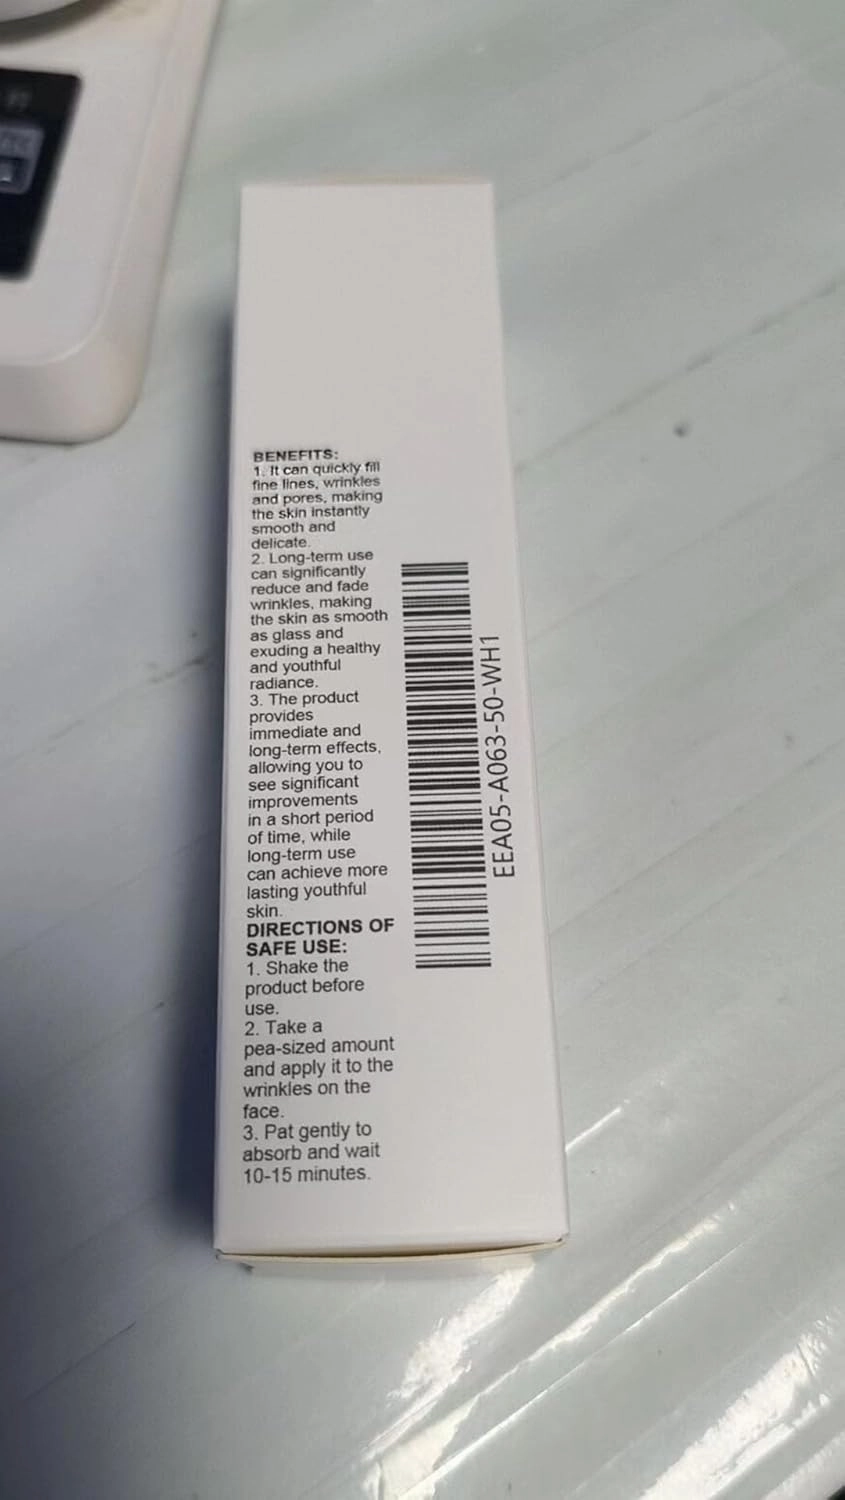 BENEFITS:
1. It can quickly fill
fine lines, wrinkles
and pores, making
the skin instantly
smooth and
delicate.
2. Long-term use
can significantly
reduce and fade
wrinkles, making
the skin as smooth
as glass and
exuding a healthy
and youthful
radiance.
3. The product
provides
immediate and
long-term effects,
allowing you to
see significant
improvements
in a short period
of time, while
long-term use
can achieve more
lasting youthful
skin.
DIRECTIONS OF
SAFE USE:
1. Shake the
product before
use.
2. Take a
pea-sized amount
and apply it to the
wrinkles on the
face.
3. Pat gently to
absorb and wait
10-15 minutes.
EEA05-A063-50-WH1